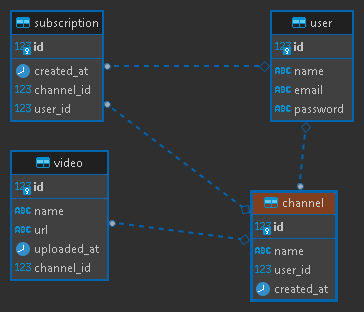 subscription
123 id
created_at
123 channel_id
123 user_id
user
123 id
ABC name
ABC email
ABC password
video
123 id
ABC name
ABC url
uploaded_at
123 channel_id
channel
123 id
ABC name
123 user_id
created_at